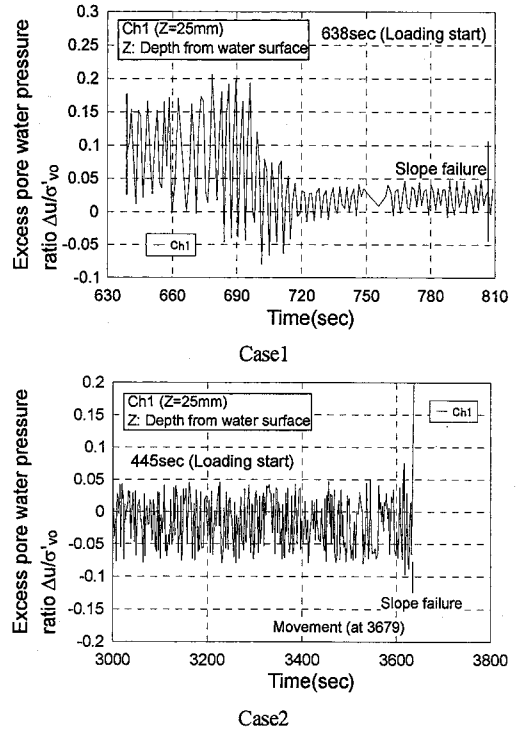 Ch1 (Z=25mm)
Z: Depth from water surface
638sec (Loading start)
Excess pore water pressure
ratio Δu/σ'vo
0.3
0.25
0.2
0.15
0.1
0.05
0
-0.05
-0.1
Slope failure
Ch1
630 660 690 720 750 780 810
Time(sec)
Case1
Ch1 (Z=25mm)
Z: Depth from water surface
Ch1
445sec (Loading start)
Excess pore water pressure
ratio Δu/σ'vo
0.2
0.15
0.1
0.05
0
-0.05
-0.1
-0.15
-0.2
Slope failure
Movement (at 3679)
3000 3200 3400 3600 3800
Time(sec)
Case2